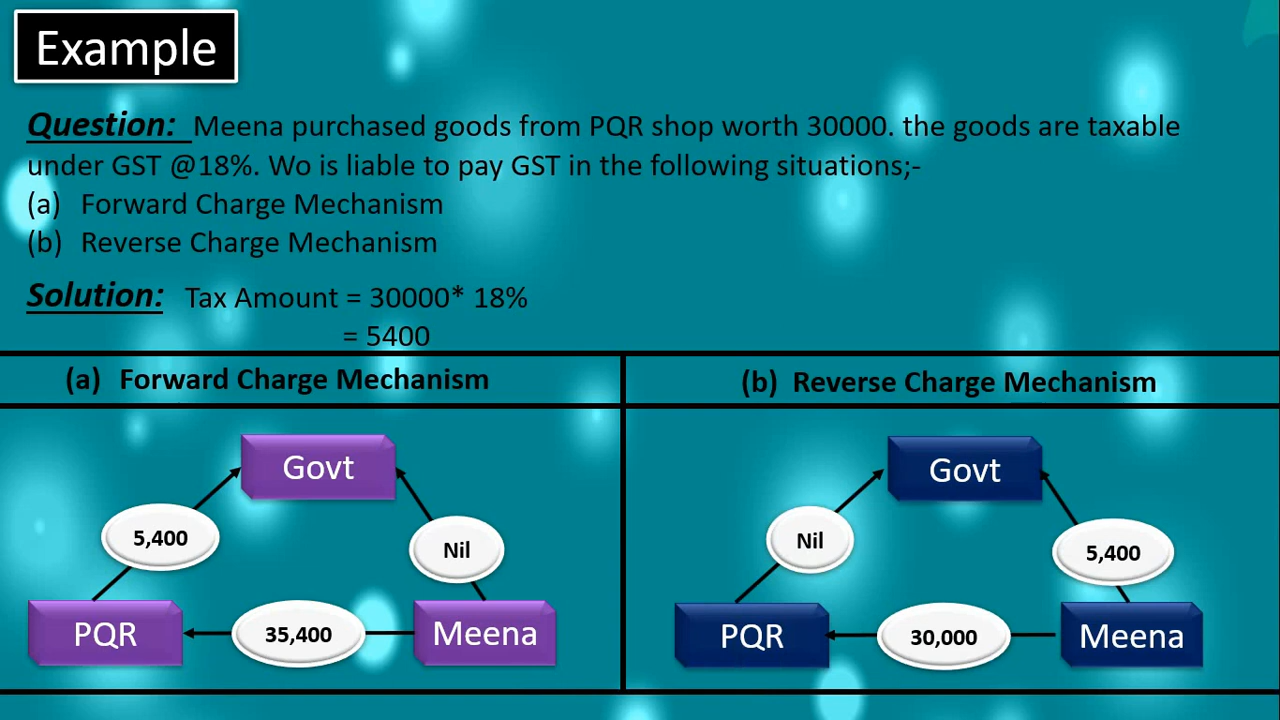 Example
Question: Meena purchased goods from PQR shop worth 30000. the goods are taxable
under GST @18%. Wo is liable to pay GST in the following situations;-
(a) Forward Charge Mechanism
(b) Reverse Charge Mechanism
Solution: Tax Amount = 30000* 18%
= 5400
(a) Forward Charge Mechanism
Govt
5,400
Nil
PQR
35,400
Meena
(b) Reverse Charge Mechanism
Govt
Nil
5,400
PQR
30,000
Meena